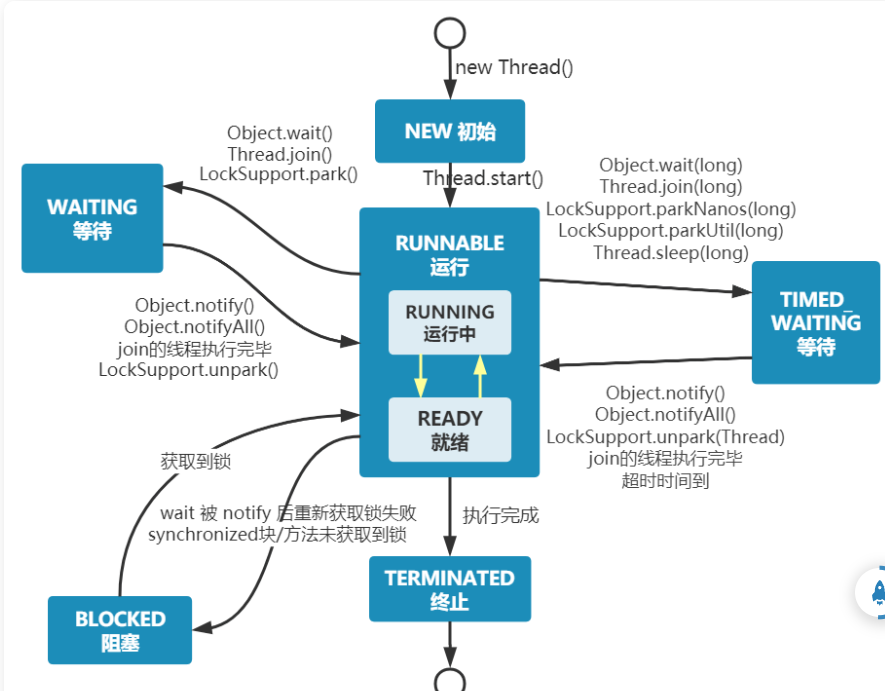 new Thread()
NEW 初始
Object.wait()
Thread.join()
LockSupport.park()
Thread.start()
Object.wait(long)
Thread.join(long)
LockSupport.parkNanos(long)
LockSupport.parkUtil(long)
Thread.sleep(long)
WAITING
等待
RUNNABLE
运行
RUNNING
运行中
READY
就绪
TIMED_
WAITING
等待
Object.notify()
Object.notifyAll()
join的线程执行完毕
LockSupport.unpark()
Object.notify()
Object.notifyAll()
LockSupport.unpark(Thread)
join的线程执行完毕
超时时间到
获取到锁
wait 被 notify 后重新获取锁失败
synchronized块/方法未获取到锁
执行完成
TERMINATED
终止
BLOCKED
阻塞